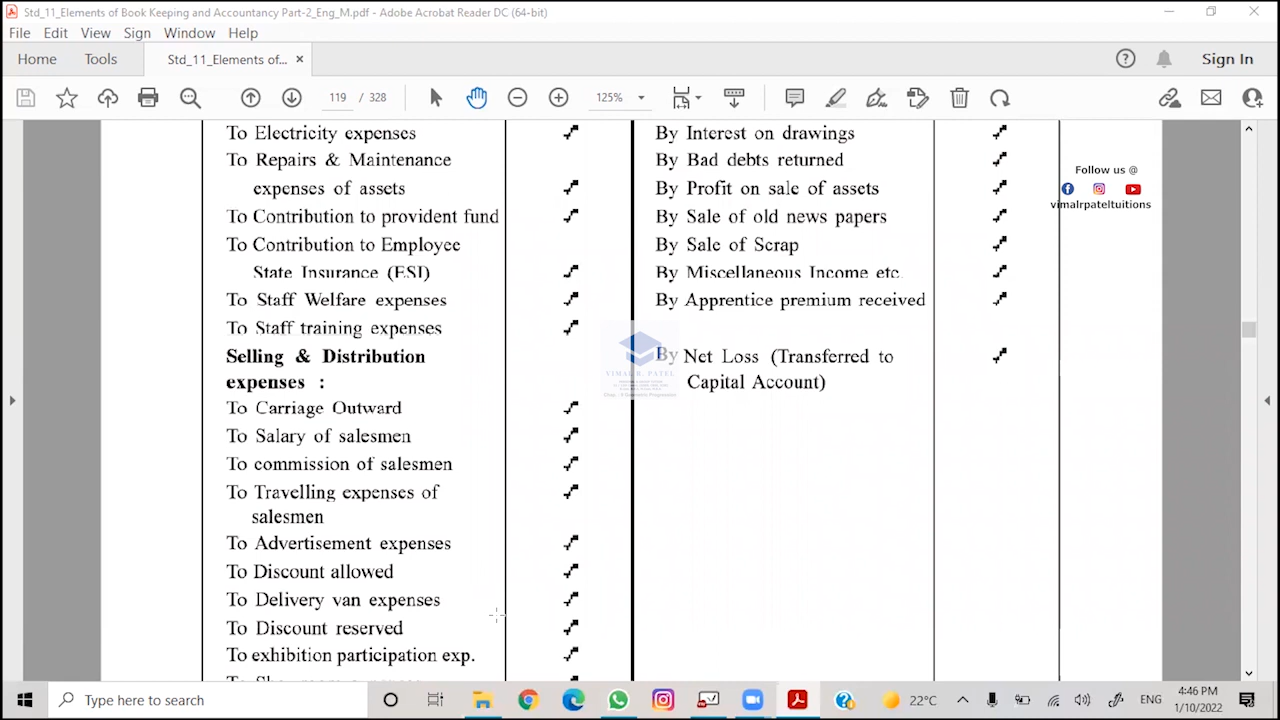 Std_11_Elements of Book Keeping and Accountancy Part-2_Eng_M.pdf - Adobe Acrobat Reader DC (64-bit)
File Edit View Sign Window Help
Home Tools Std_11_Elements of... × Sign In
119 / 328 125%
To Electricity expenses
To Repairs & Maintenance
expenses of assets
To Contribution to provident fund
To Contribution to Employee
State Insurance (ESI)
To Staff Welfare expenses
To Staff training expenses
Selling & Distribution
expenses :
To Carriage Outward
To Salary of salesmen
To commission of salesmen
To Travelling expenses of
salesmen
To Advertisement expenses
To Discount allowed
To Delivery van expenses
To Discount reserved
To exhibition participation exp.
By Interest on drawings
By Bad debts returned
By Profit on sale of assets
By Sale of old news papers
By Sale of Scrap
By Miscellaneous Income etc.
By Apprentice premium received
By Net Loss (Transferred to
Capital Account)
Follow us @
vimalrpateltuitions
VIMAL R. PATEL
Type here to search
22°C
ENG
4:46 PM
1/10/2022